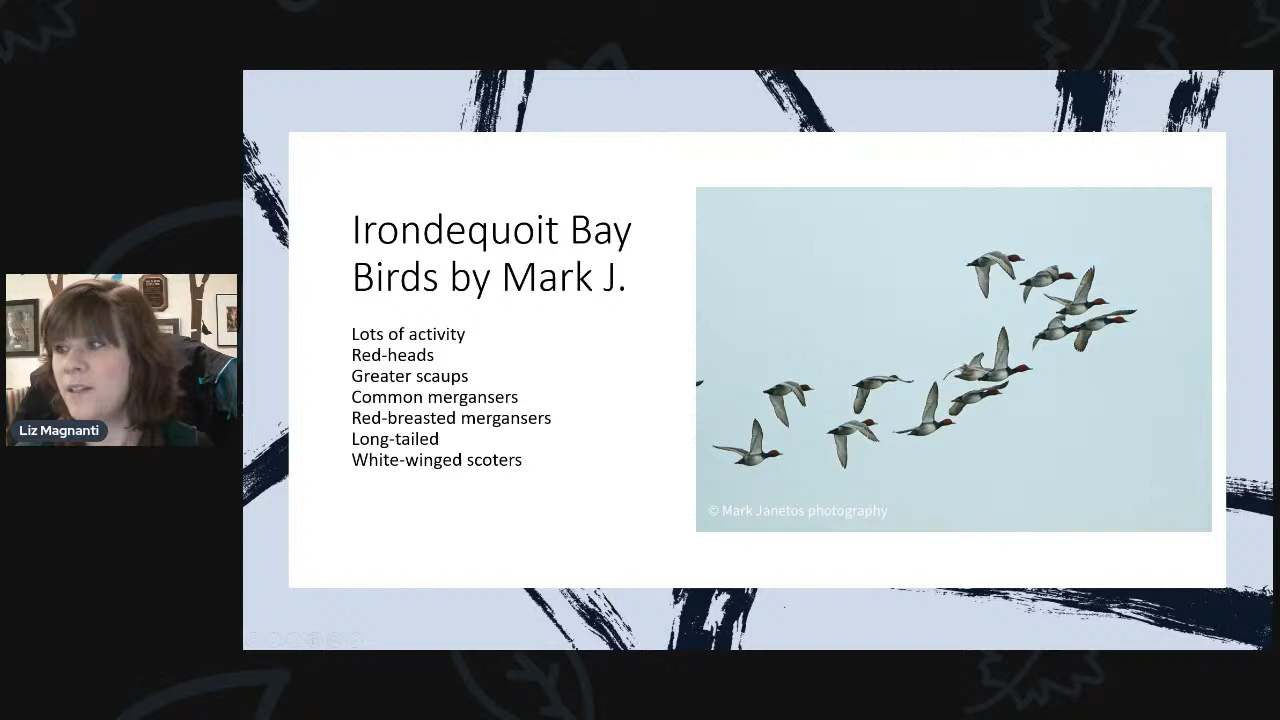 Irondequoit Bay
Birds by Mark J.
Lots of activity
Red-heads
Greater scaups
Common mergansers
Red-breasted mergansers
Long-tailed
White-winged scoters
© Mark Janetos photography
Liz Magnanti